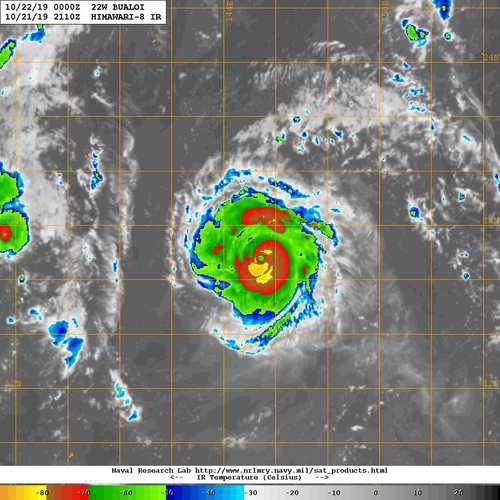 10/22/19 0000Z 22W BUALOI
10/21/19 2110Z HIMAWARI-8 IR
24N
Naval Research Lab http://www.nrlmry.navy.mil/sat_products.html
<-- IR Temperature (Celsius) -->
-80 -70 -60 -50 -40 -30 -20 -10 0 10 20